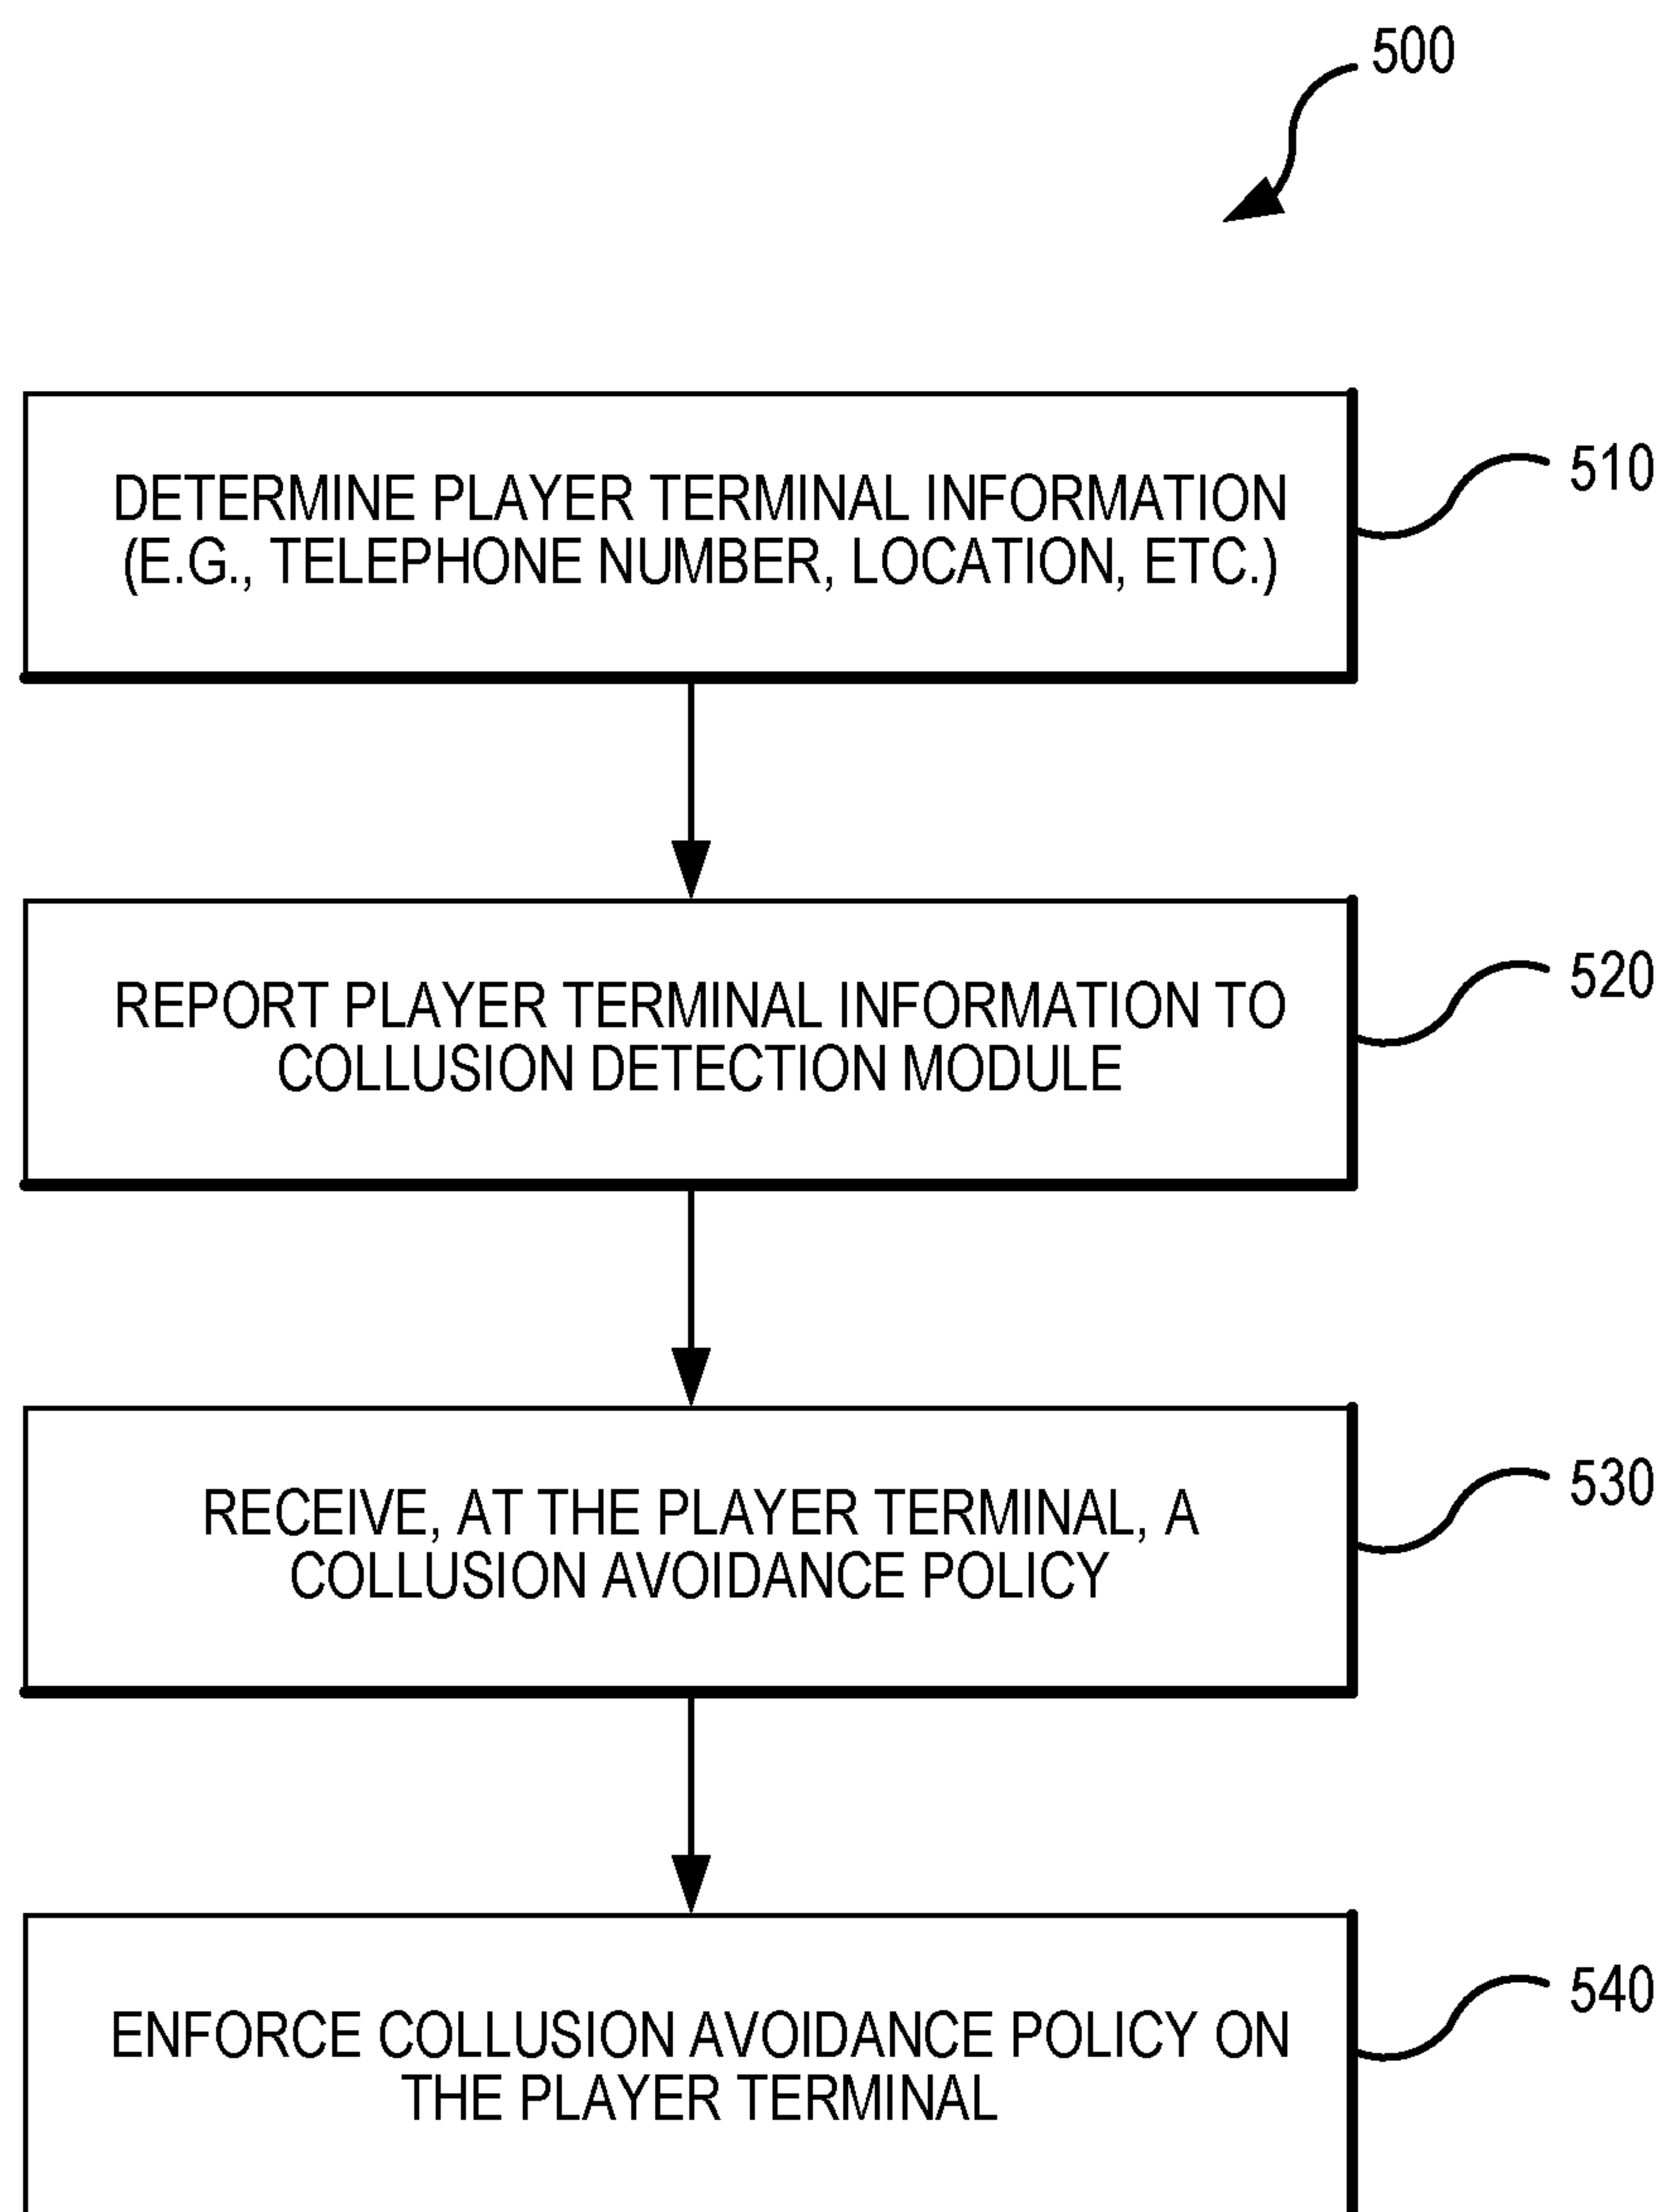 500
DETERMINE PLAYER TERMINAL INFORMATION
(E.G., TELEPHONE NUMBER, LOCATION, ETC.)
510
REPORT PLAYER TERMINAL INFORMATION TO
COLLUSION DETECTION MODULE
520
RECEIVE, AT THE PLAYER TERMINAL, A
COLLUSION AVOIDANCE POLICY
530
ENFORCE COLLUSION AVOIDANCE POLICY ON
THE PLAYER TERMINAL
540